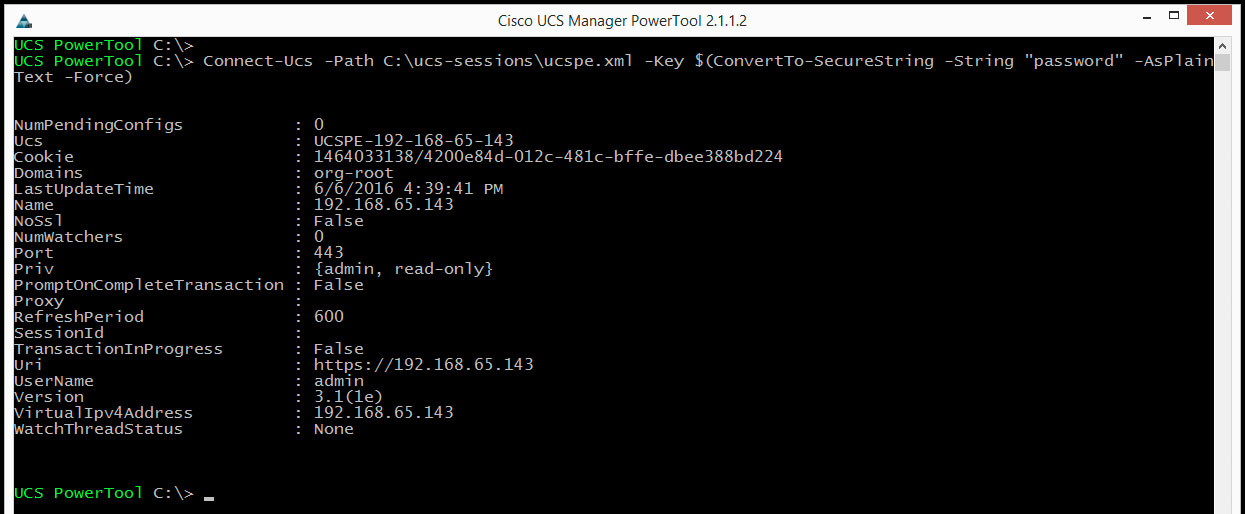 Cisco UCS Manager PowerTool 2.1.1.2
UCS PowerTool C:\>
UCS PowerTool C:\> Connect-Ucs -Path C:\ucs-sessions\ucspe.xml -Key $(ConvertTo-SecureString -String "password" -AsPlain
Text -Force)
NumPendingConfigs : 0
Ucs : UCSPE-192-168-65-143
Cookie : 1464033138/4200e84d-012c-481c-bffe-dbee388bd224
Domains : org-root
LastUpdateTime : 6/6/2016 4:39:41 PM
Name : 192.168.65.143
NoSsl : False
NumWatchers : 0
Port : 443
Priv : {admin, read-only}
PromptOnCompleteTransaction : False
Proxy :
RefreshPeriod : 600
SessionId :
TransactionInProgress : False
Uri : https://192.168.65.143
UserName : admin
Version : 3.1(1e)
VirtualIpv4Address : 192.168.65.143
WatchThreadStatus : None
UCS PowerTool C:\> _